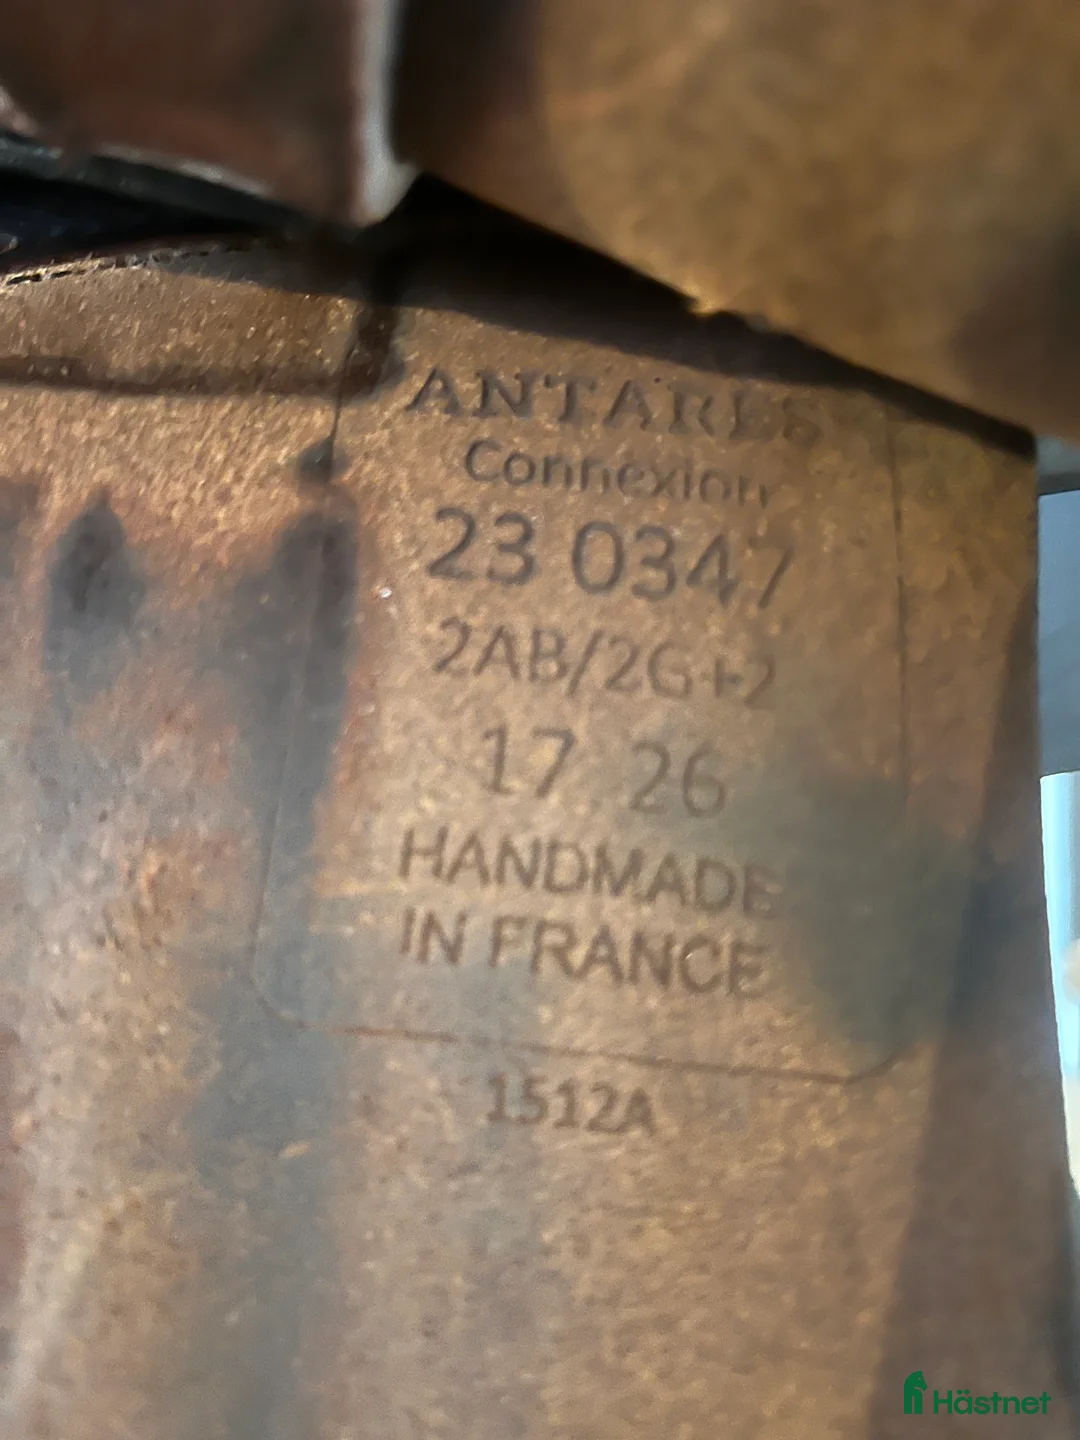 ANTARES
Connexion
23 0347
2AB/2G+2
17 26
HANDMADE
IN FRANCE
1512A
Hästnet